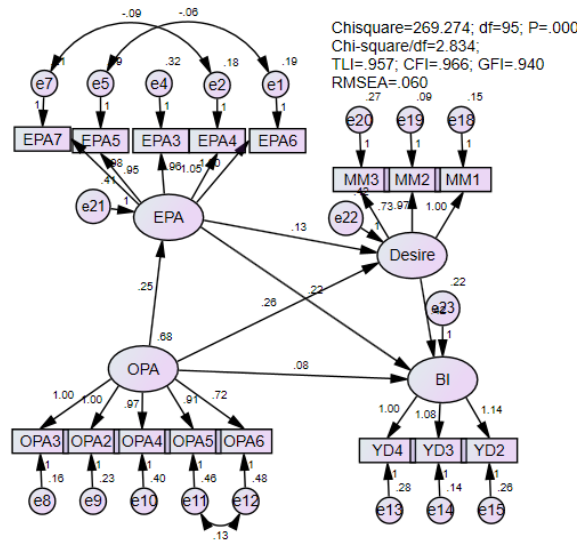 Chisquare=269.274; df=95; P=.000
Chi-square/df=2.834;
TLI=.957; CFI=.966; GFI=.940
RMSEA=.060
-.09 -.06
.32 .18 .19
e7 e5 e4 e2 e1
1 1 1 1 1
EPA7 EPA5 EPA3 EPA4 EPA6
.27 .09 .15
e20 e19 e18
1 1 1
MM3 MM2 MM1
.41 .95 .96 1.05
e21 1 EPA
.73 .97 1.00
e22 1 Desire
.13
.25 .26 .22
.22
e23
1
.68
OPA .08 BI
1.00 1.00 .97 .91 .72
OPA3 OPA2 OPA4 OPA5 OPA6
1 1 1 1 1
.16 .23 .40 .46 .48
e8 e9 e10 e11 e12
.13
1.00 1.08 1.14
YD4 YD3 YD2
1 1 1
.28 .14 .26
e13 e14 e15